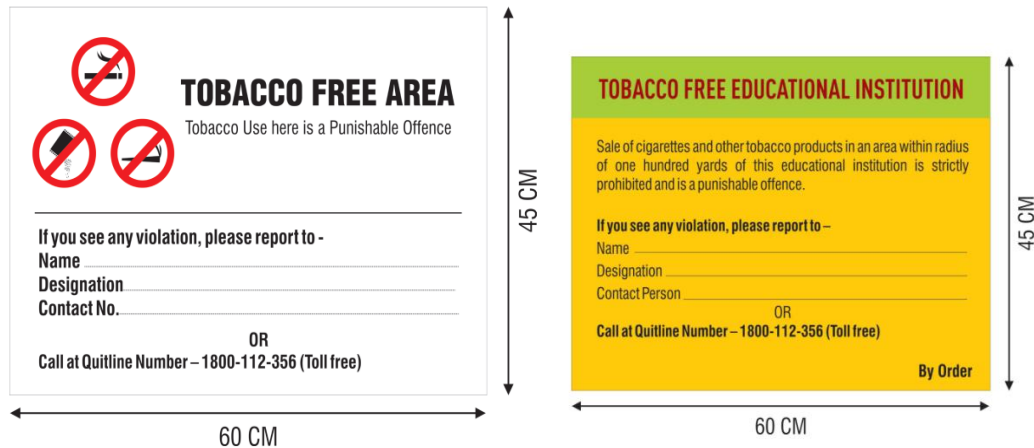 TOBACCO FREE AREA
Tobacco Use here is a Punishable Offence
If you see any violation, please report to -
Name
Designation
Contact No.
OR
Call at Quitline Number – 1800-112-356 (Toll free)
45 CM
60 CM
TOBACCO FREE EDUCATIONAL INSTITUTION
Sale of cigarettes and other tobacco products in an area within radius
of one hundred yards of this educational institution is strictly
prohibited and is a punishable offence.
If you see any violation, please report to –
Name
Designation
Contact Person
OR
Call at Quitline Number – 1800-112-356 (Toll free)
By Order
45 CM
60 CM